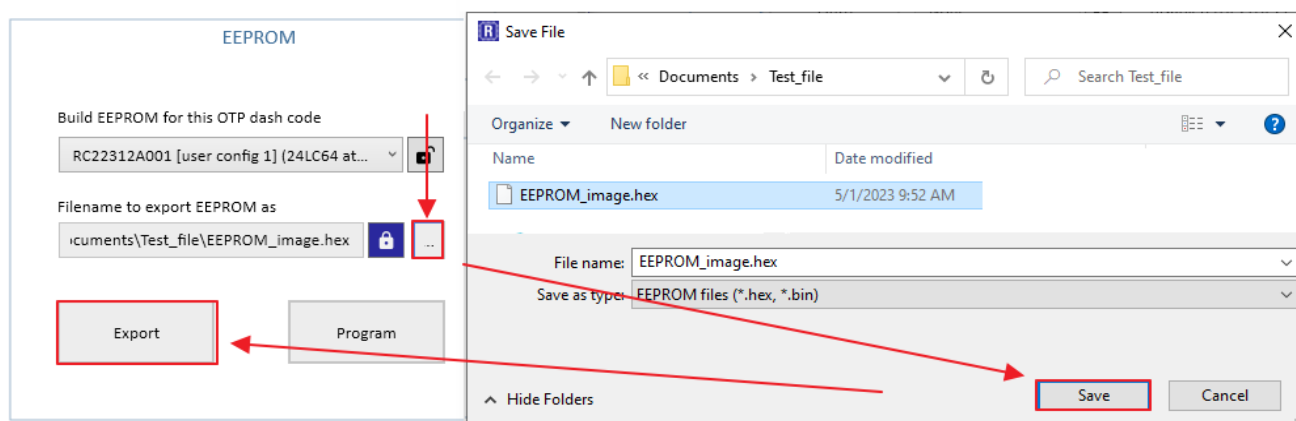 EEPROM
Build EEPROM for this OTP dash code
RC22312A001 [user config 1] (24LC64 at...
Filename to export EEPROM as
cuments\Test_file\EEPROM_image.hex
...
Export
Program
R Save File
« Documents > Test_file
Search Test_file
Organize
New folder
?
Name
Date modified
EEPROM_image.hex
5/1/2023 9:52 AM
File name: EEPROM_image.hex
Save as type: EEPROM files (*.hex, *.bin)
Hide Folders
Save
Cancel